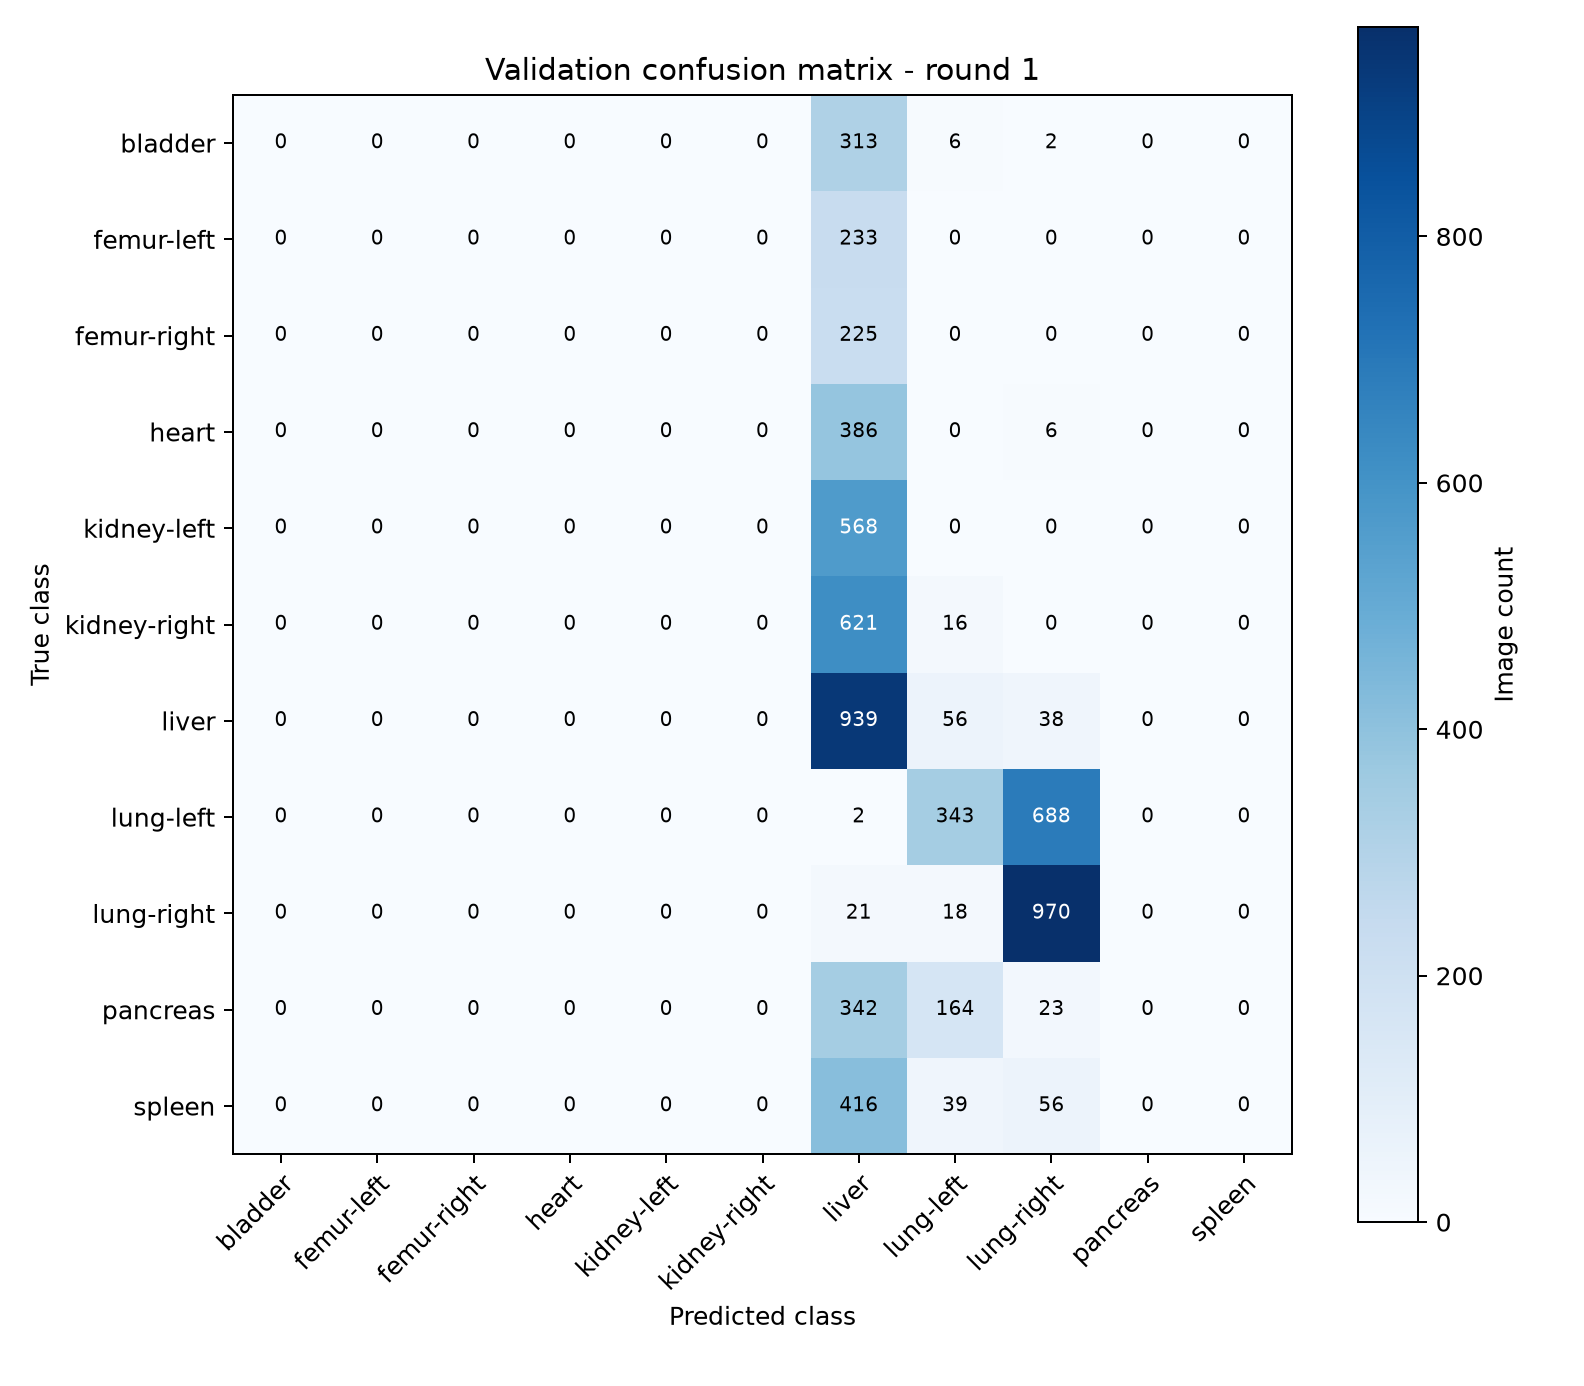 Validation confusion matrix - round 1
bladder 0 0 0 0 0 0 313 6 2 0 0
femur-left 0 0 0 0 0 0 233 0 0 0 0
femur-right 0 0 0 0 0 0 225 0 0 0 0
heart 0 0 0 0 0 0 386 0 6 0 0
kidney-left 0 0 0 0 0 0 568 0 0 0 0
kidney-right 0 0 0 0 0 0 621 16 0 0 0
liver 0 0 0 0 0 0 939 56 38 0 0
lung-left 0 0 0 0 0 0 2 343 688 0 0
lung-right 0 0 0 0 0 0 21 18 970 0 0
pancreas 0 0 0 0 0 0 342 164 23 0 0
spleen 0 0 0 0 0 0 416 39 56 0 0
bladder femur-left femur-right heart kidney-left kidney-right liver lung-left lung-right pancreas spleen
Predicted class
True class
800
600
400
200
0
Image count